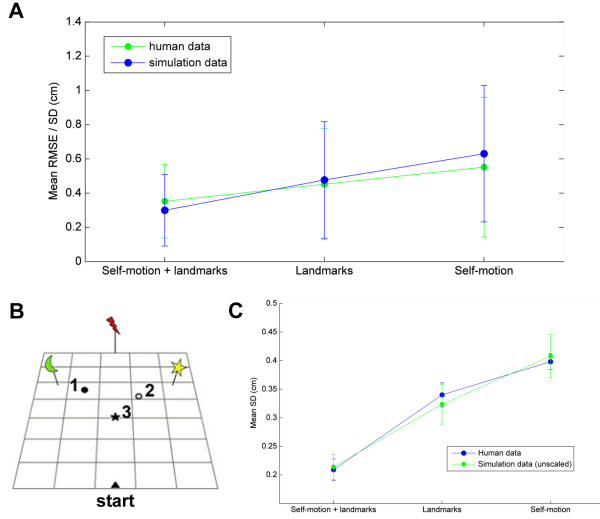 A
1.4
1.2
1
0.8
0.6
0.4
0.2
0
Mean RMSE / SD (cm)
human data
simulation data
Self-motion + landmarks Landmarks Self-motion
B
1
2
3
start
C
0.5
0.45
0.4
0.35
0.3
0.25
0.2
Mean SD (cm)
Human data
Simulation data (unscaled)
Self-motion + landmarks Landmarks Self-motion